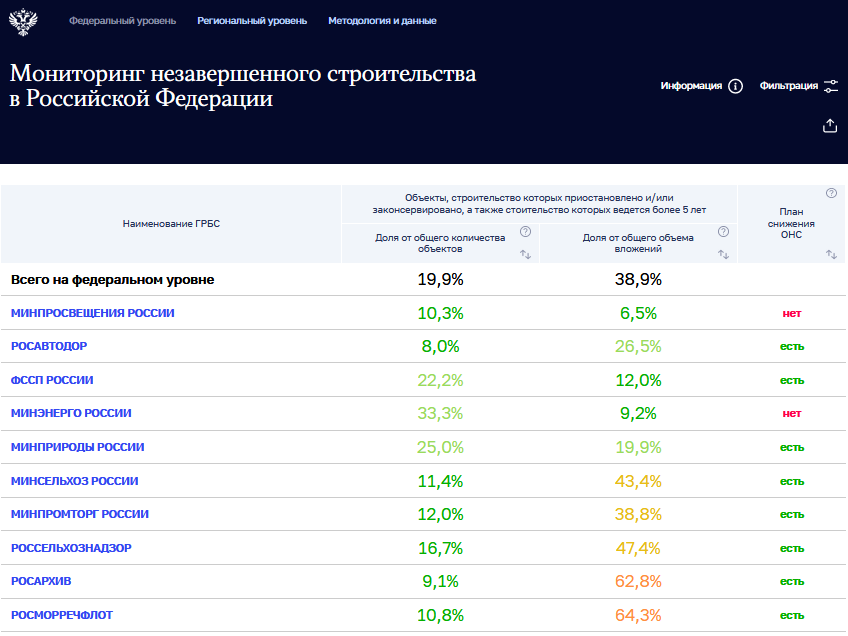 Федеральный уровень Региональный уровень Методология и данные
Мониторинг незавершенного строительства
в Российской Федерации
Информация Фильтрация
Наименование ГРБС
Объекты, строительство которых приостановлено и/или
законсервировано, а также стоительство которых ведется более 5 лет
Доля от общего количества
объектов
Доля от общего объема
вложений
План
снижения
ОНС
Всего на федеральном уровне 19,9% 38,9%
МИНПРОСВЕЩЕНИЯ РОССИИ 10,3% 6,5% нет
РОСАВТОДОР 8,0% 26,5% есть
ФССП РОССИИ 22,2% 12,0% есть
МИНЭНЕРГО РОССИИ 33,3% 9,2% нет
МИНПРИРОДЫ РОССИИ 25,0% 19,9% есть
МИНСЕЛЬХОЗ РОССИИ 11,4% 43,4% есть
МИНПРОМТОРГ РОССИИ 12,0% 38,8% есть
РОССЕЛЬХОЗНАДЗОР 16,7% 47,4% есть
РОСАРХИВ 9,1% 62,8% есть
РОСМОРРЕЧФЛОТ 10,8% 64,3% есть